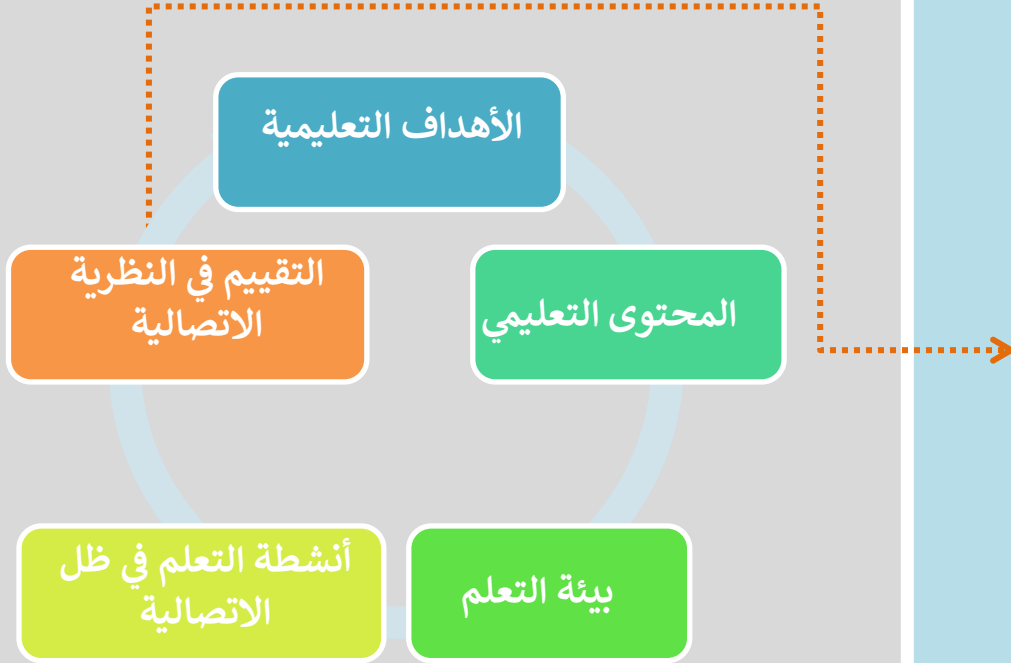 الأهداف التعليمية
المحتوى التعليمي
بيئة التعلم
أنشطة التعلم في ظل
الاتصالية
التقييم في النظرية
الاتصالية